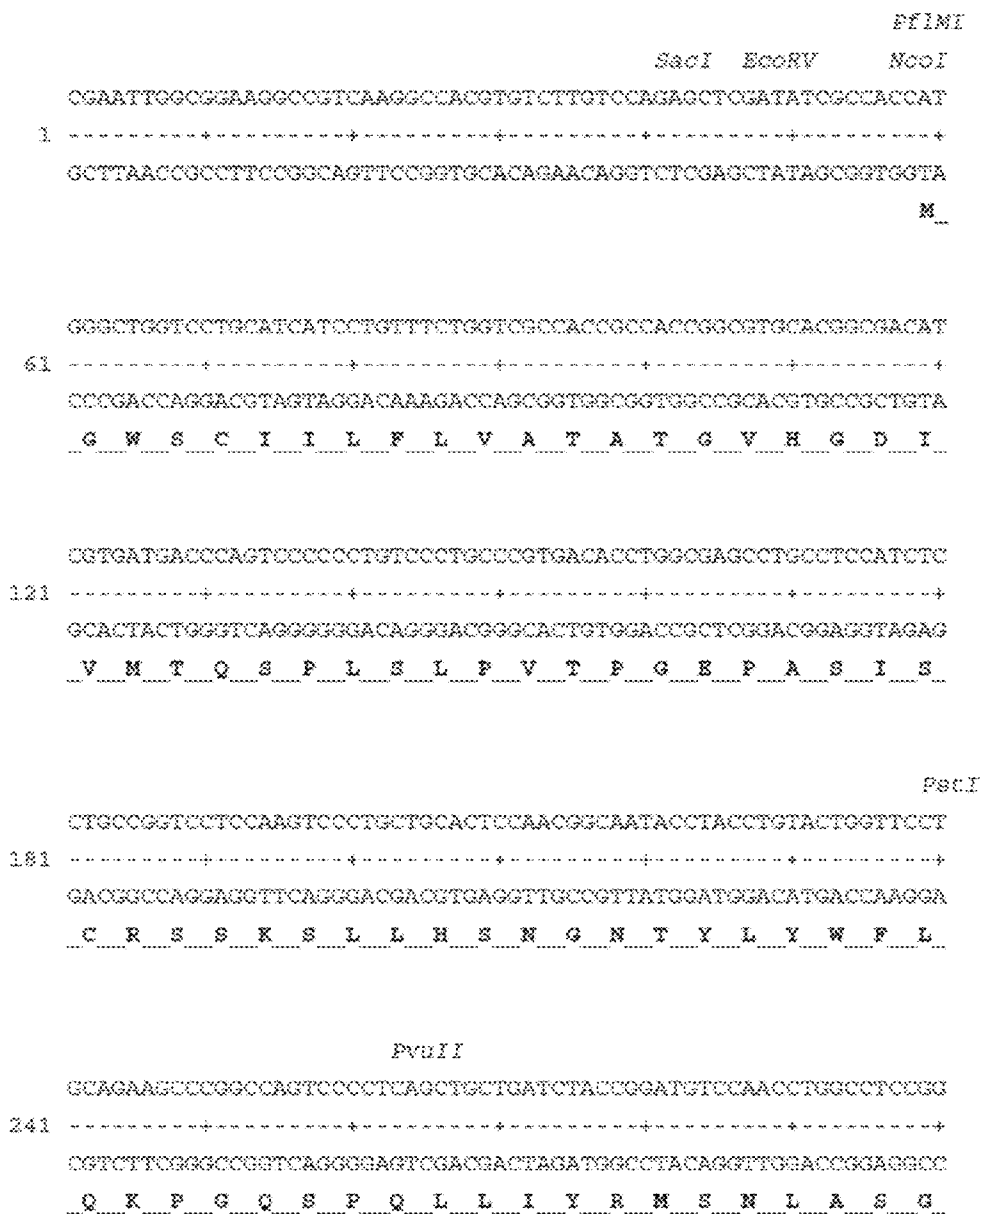 PflMI
SacI EcoRV NcoI
CGAATTGGCGGAAGGCCGTCAAGGCCACGTGTCTTGTCCAGAGCTCGATATCGCCACCAT
1 ---------+---------+---------+---------+---------+---------+
GCTTAACCGCCTTCCGGCAGTTCCGGTGCACAGAACAGGTCTCGAGCTATAGCGGTGGTA
M
GGGCTGGTCCTGCATCATCCTGTTTCTGGTCGCCACCGCCACCGGCGTGCACGGCGACAT
61 ---------+---------+---------+---------+---------+---------+
CCCGACCAGGACGTAGTAGGACAAAGACCAGCGGTGGCGGTGGCCGCACGTGCCGCTGTA
G W S C I I L F L V A T A T G V H G D I
CGTGATGACCCAGTCCCCCCTGTCCCTGCCCGTGACACCTGGCGAGCCTGCCTCCATCTC
121 ---------+---------+---------+---------+---------+---------+
GCACTACTGGGTCAGGGGGGACAGGGACGGGCACTGTGGACCGCTCGGACGGAGGTAGAG
V M T Q S P L S L P V T P G E P A S I S
PstI
CTGCCGGTCCTCCAAGTCCCTGCTGCACTCCAACGGCAATACCTACCTGTACTGGTTCCT
181 ---------+---------+---------+---------+---------+---------+
GACGGCCAGGAGGTTCAGGGACGACGTGAGGTTGCCGTTATGGATGGACATGACCAAGGA
C R S S K S L L H S N G N T Y L Y W F L
PvuII
GCAGAAGCCCGGCCAGTCCCCTCAGCTGCTGATCTACCGGATGTCCAACCTGGCCTCCGG
241 ---------+---------+---------+---------+---------+---------+
CGTCTTCGGGCCGGTCAGGGGAGTCGACGACTAGATGGCCTACAGGTTGGACCGGAGGCC
Q K P G Q S P Q L L I Y R M S N L A S G